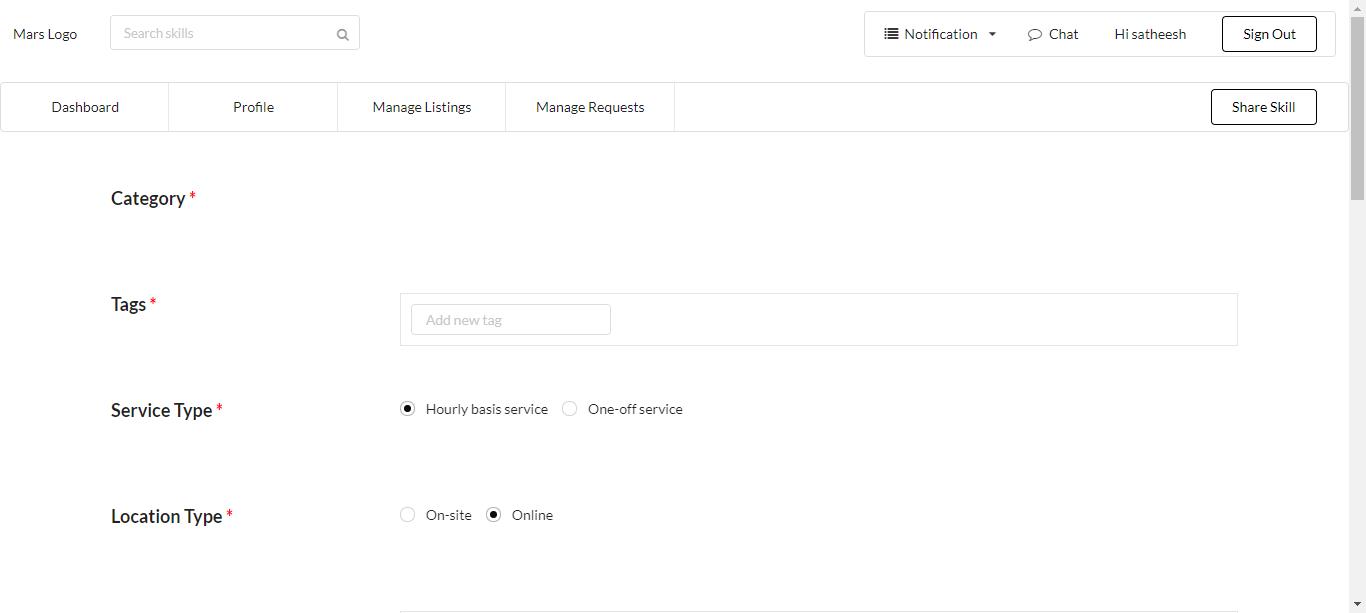 Mars Logo
Search skills
Notification
Chat
Hi satheesh
Sign Out
Dashboard
Profile
Manage Listings
Manage Requests
Share Skill
Category *
Tags *
Add new tag
Service Type *
Hourly basis service
One-off service
Location Type *
On-site
Online